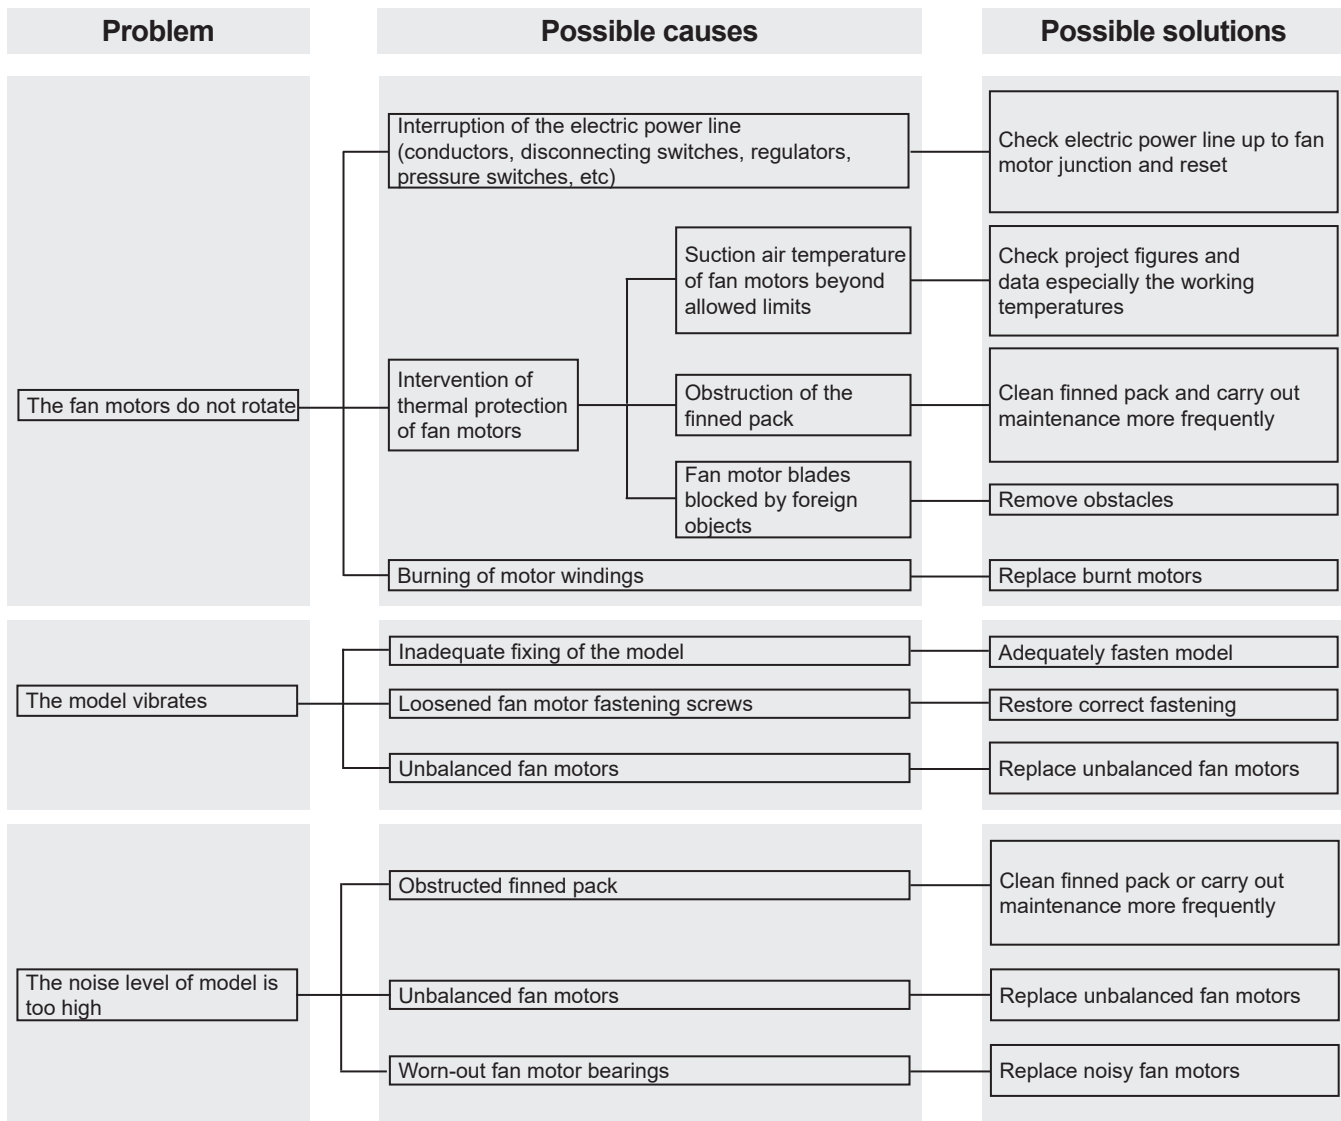 Problem
Possible causes
Possible solutions
The fan motors do not rotate
Interruption of the electric power line
(conductors, disconnecting switches, regulators,
pressure switches, etc)
Check electric power line up to fan
motor junction and reset
Intervention of
thermal protection
of fan motors
Suction air temperature
of fan motors beyond
allowed limits
Check project figures and
data especially the working
temperatures
Obstruction of the
finned pack
Clean finned pack and carry out
maintenance more frequently
Fan motor blades
blocked by foreign
objects
Remove obstacles
Burning of motor windings
Replace burnt motors
The model vibrates
Inadequate fixing of the model
Adequately fasten model
Loosened fan motor fastening screws
Restore correct fastening
Unbalanced fan motors
Replace unbalanced fan motors
The noise level of model is
too high
Obstructed finned pack
Clean finned pack or carry out
maintenance more frequently
Unbalanced fan motors
Replace unbalanced fan motors
Worn-out fan motor bearings
Replace noisy fan motors